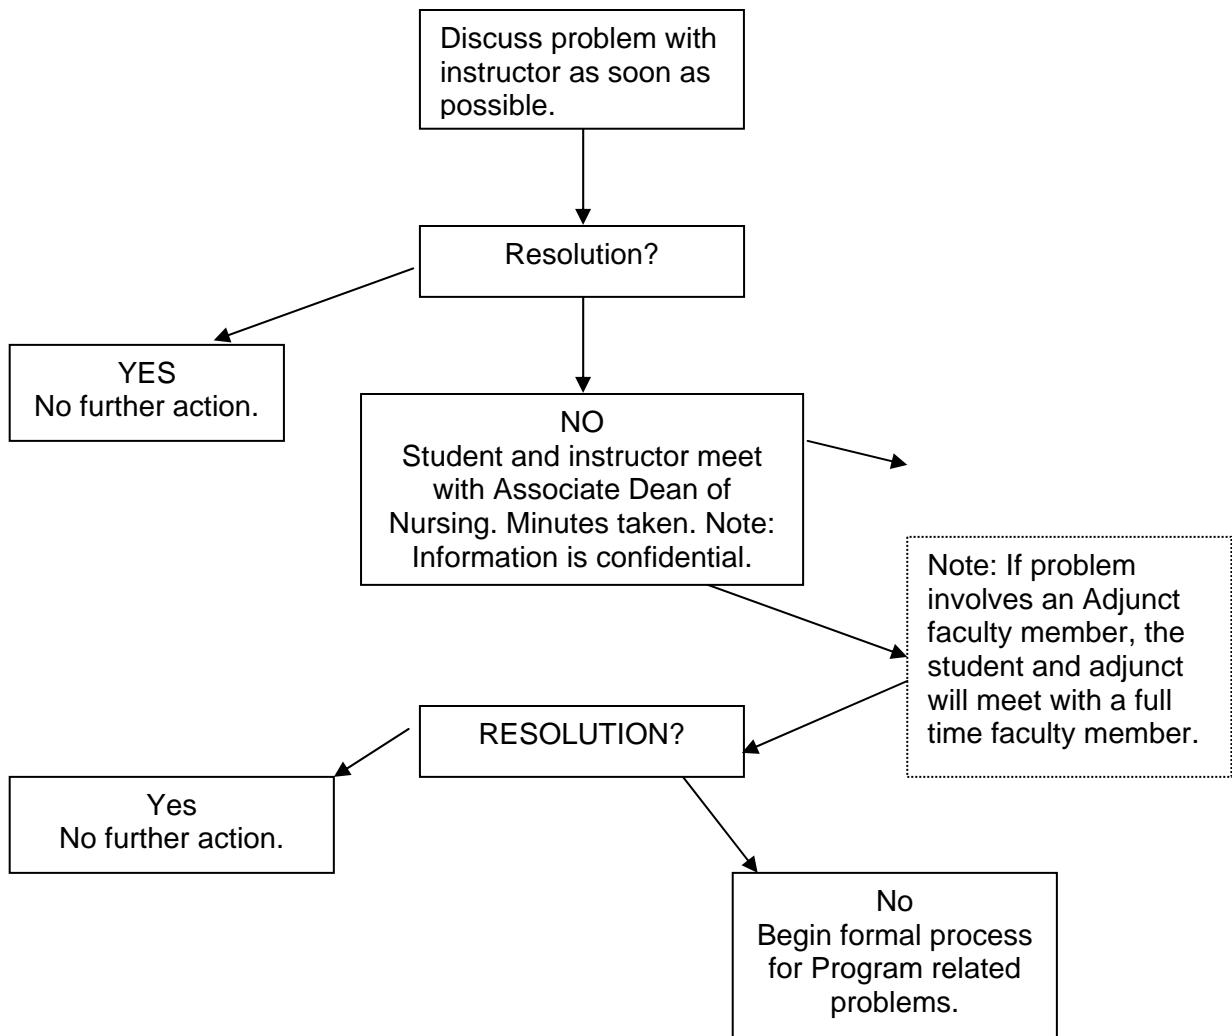 Discuss problem with
instructor as soon as
possible.
Resolution?
YES
No further action.
NO
Student and instructor meet
with Associate Dean of
Nursing. Minutes taken. Note:
Information is confidential.
Note: If problem
involves an Adjunct
faculty member, the
student and adjunct
will meet with a full
time faculty member.
RESOLUTION?
Yes
No further action.
No
Begin formal process
for Program related
problems.